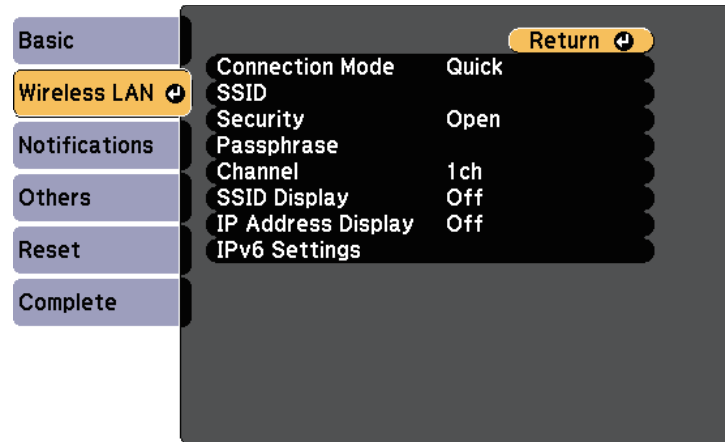 Basic
Wireless LAN
Notifications
Others
Reset
Complete
Return
Connection Mode Quick
SSID
Security Open
Passphrase
Channel 1ch
SSID Display Off
IP Address Display Off
IPv6 Settings